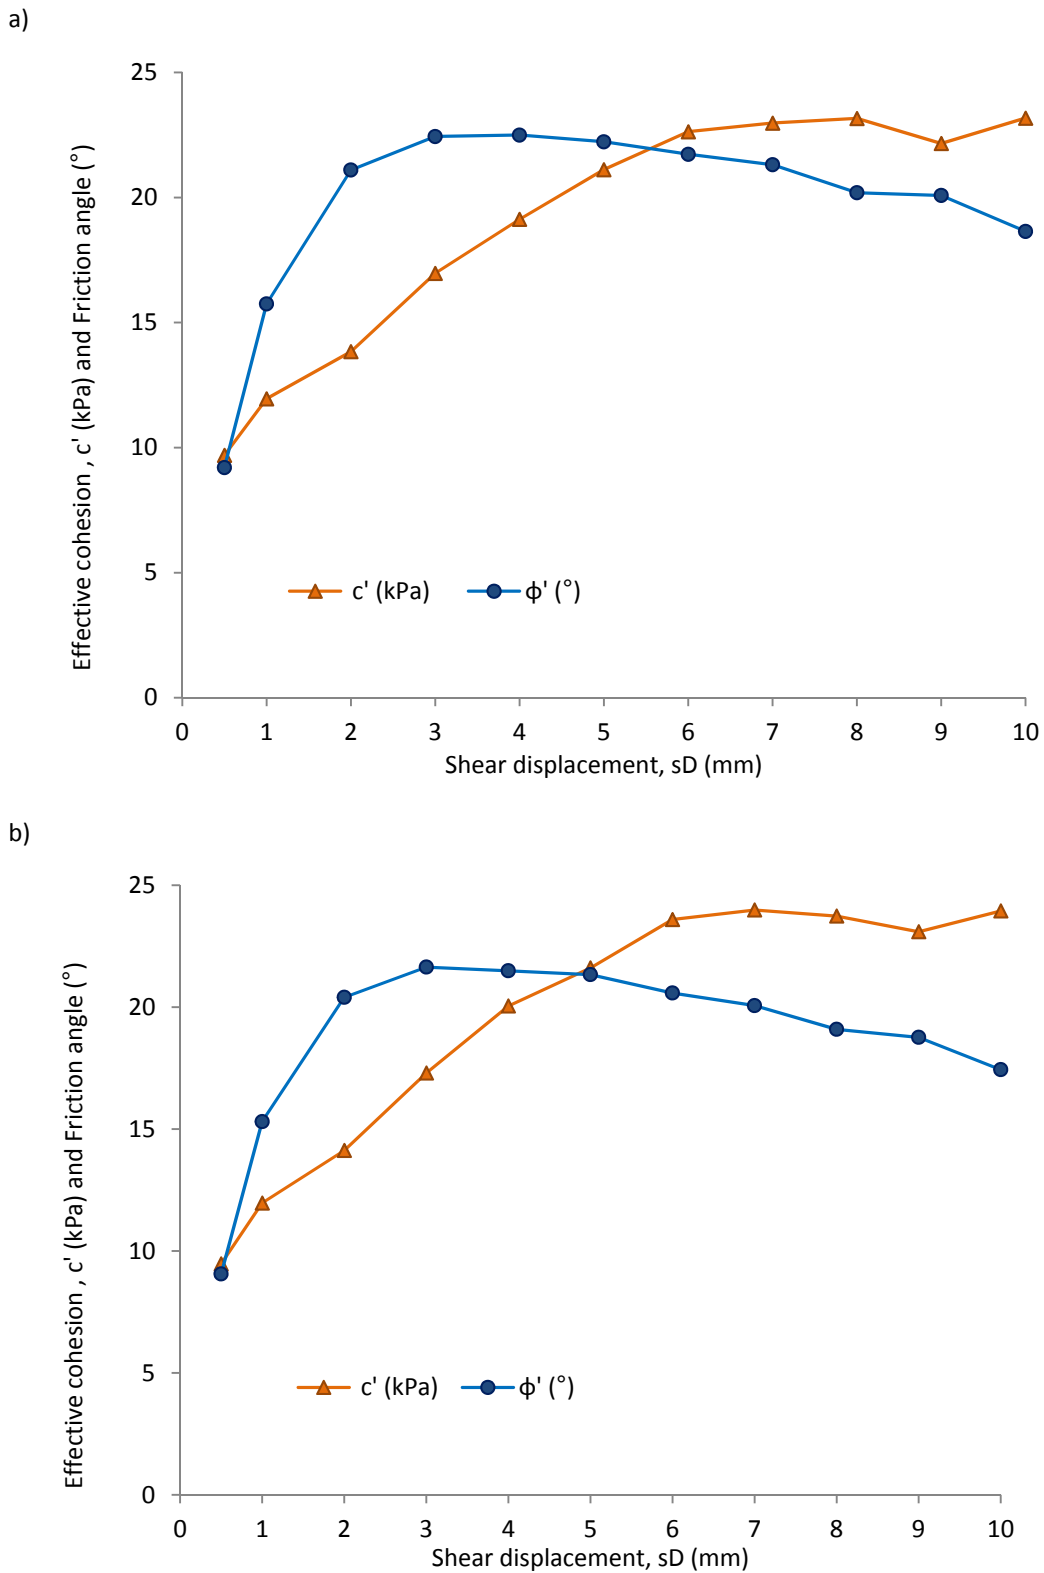 a)
Effective cohesion , c' (kPa) and Friction angle (°)
25
20
15
10
5
0
c' (kPa)
ϕ' (°)
0 1 2 3 4 5 6 7 8 9 10
Shear displacement, sD (mm)
b)
Effective cohesion , c' (kPa) and Friction angle (°)
25
20
15
10
5
0
c' (kPa)
ϕ' (°)
0 1 2 3 4 5 6 7 8 9 10
Shear displacement, sD (mm)